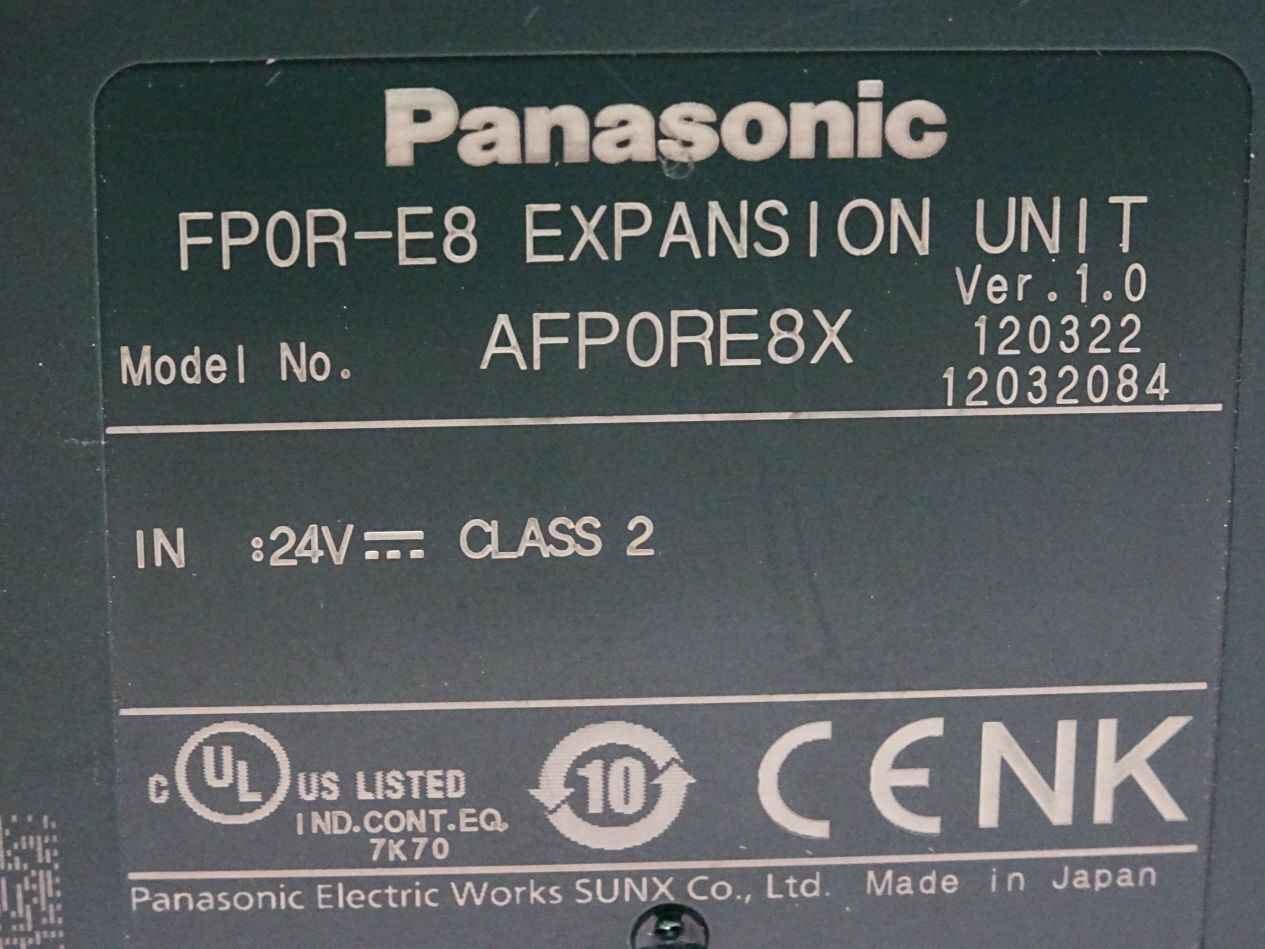 Panasonic
FP0R-E8 EXPANSION UNIT
Ver.1.0
Model No. AFP0RE8X 120322
12032084
IN :24V⎓ CLASS 2
c UL US LISTED
IND.CONT.EQ.
7K70
10
CE NK
Panasonic Electric Works SUNX Co., Ltd. Made in Japan